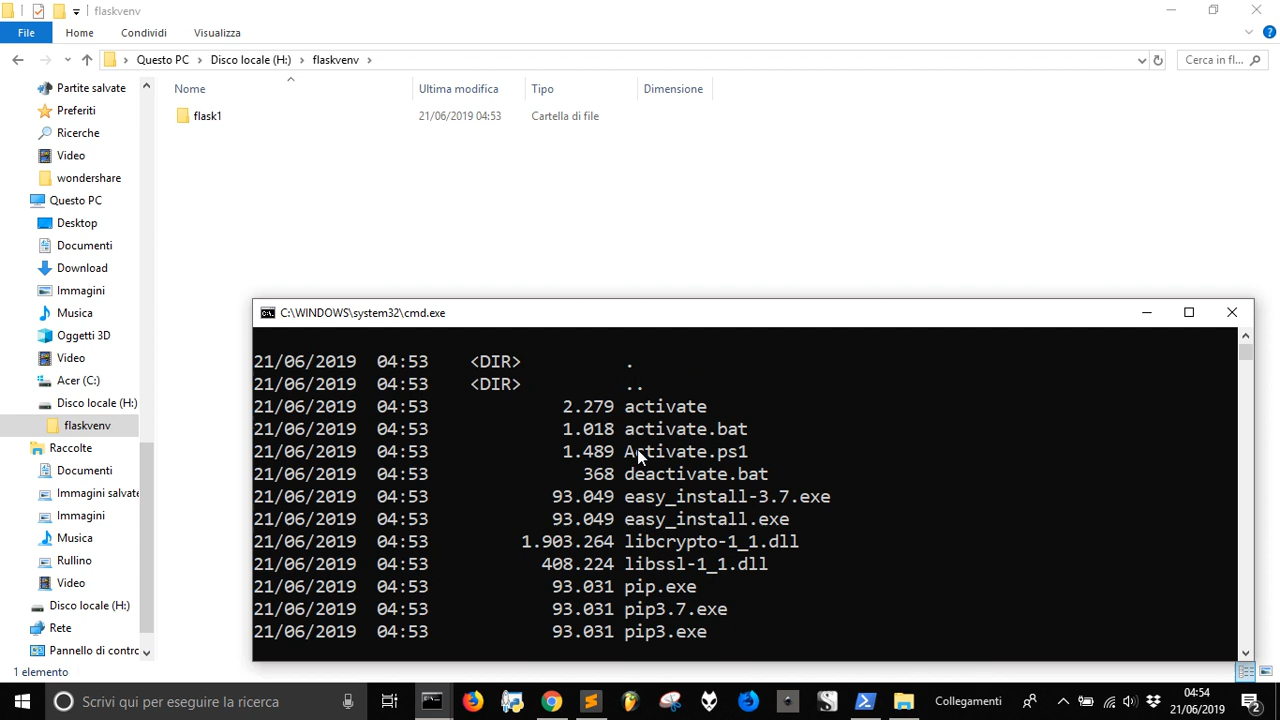 flaskvenv
File Home Condividi Visualizza
Questo PC Disco locale (H:) flaskvenv
Cerca in fl...
Partite salvate
Preferiti
Ricerche
Video
wondershare
Questo PC
Desktop
Documenti
Download
Immagini
Musica
Oggetti 3D
Video
Acer (C:)
Disco locale (H:)
flaskvenv
Raccolte
Documenti
Immagini salvate
Immagini
Musica
Rullino
Video
Disco locale (H:)
Rete
Pannello di contro
1 elemento
Nome Ultima modifica Tipo Dimensione
flask1 21/06/2019 04:53 Cartella di file
C:\WINDOWS\system32\cmd.exe
21/06/2019 04:53 <DIR> .
21/06/2019 04:53 <DIR> ..
21/06/2019 04:53 2.279 activate
21/06/2019 04:53 1.018 activate.bat
21/06/2019 04:53 1.489 Activate.ps1
21/06/2019 04:53 368 deactivate.bat
21/06/2019 04:53 93.049 easy_install-3.7.exe
21/06/2019 04:53 93.049 easy_install.exe
21/06/2019 04:53 1.903.264 libcrypto-1_1.dll
21/06/2019 04:53 408.224 libssl-1_1.dll
21/06/2019 04:53 93.031 pip.exe
21/06/2019 04:53 93.031 pip3.7.exe
21/06/2019 04:53 93.031 pip3.exe
Scrivi qui per eseguire la ricerca
Collegamenti
04:54
21/06/2019
2